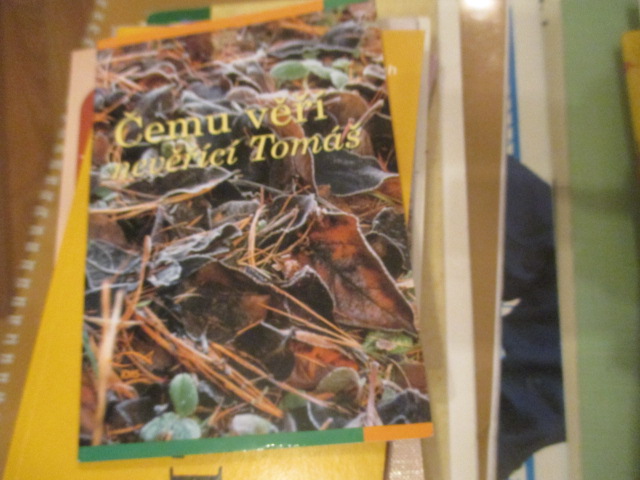 Čemu věří
nevěřící Tomáš